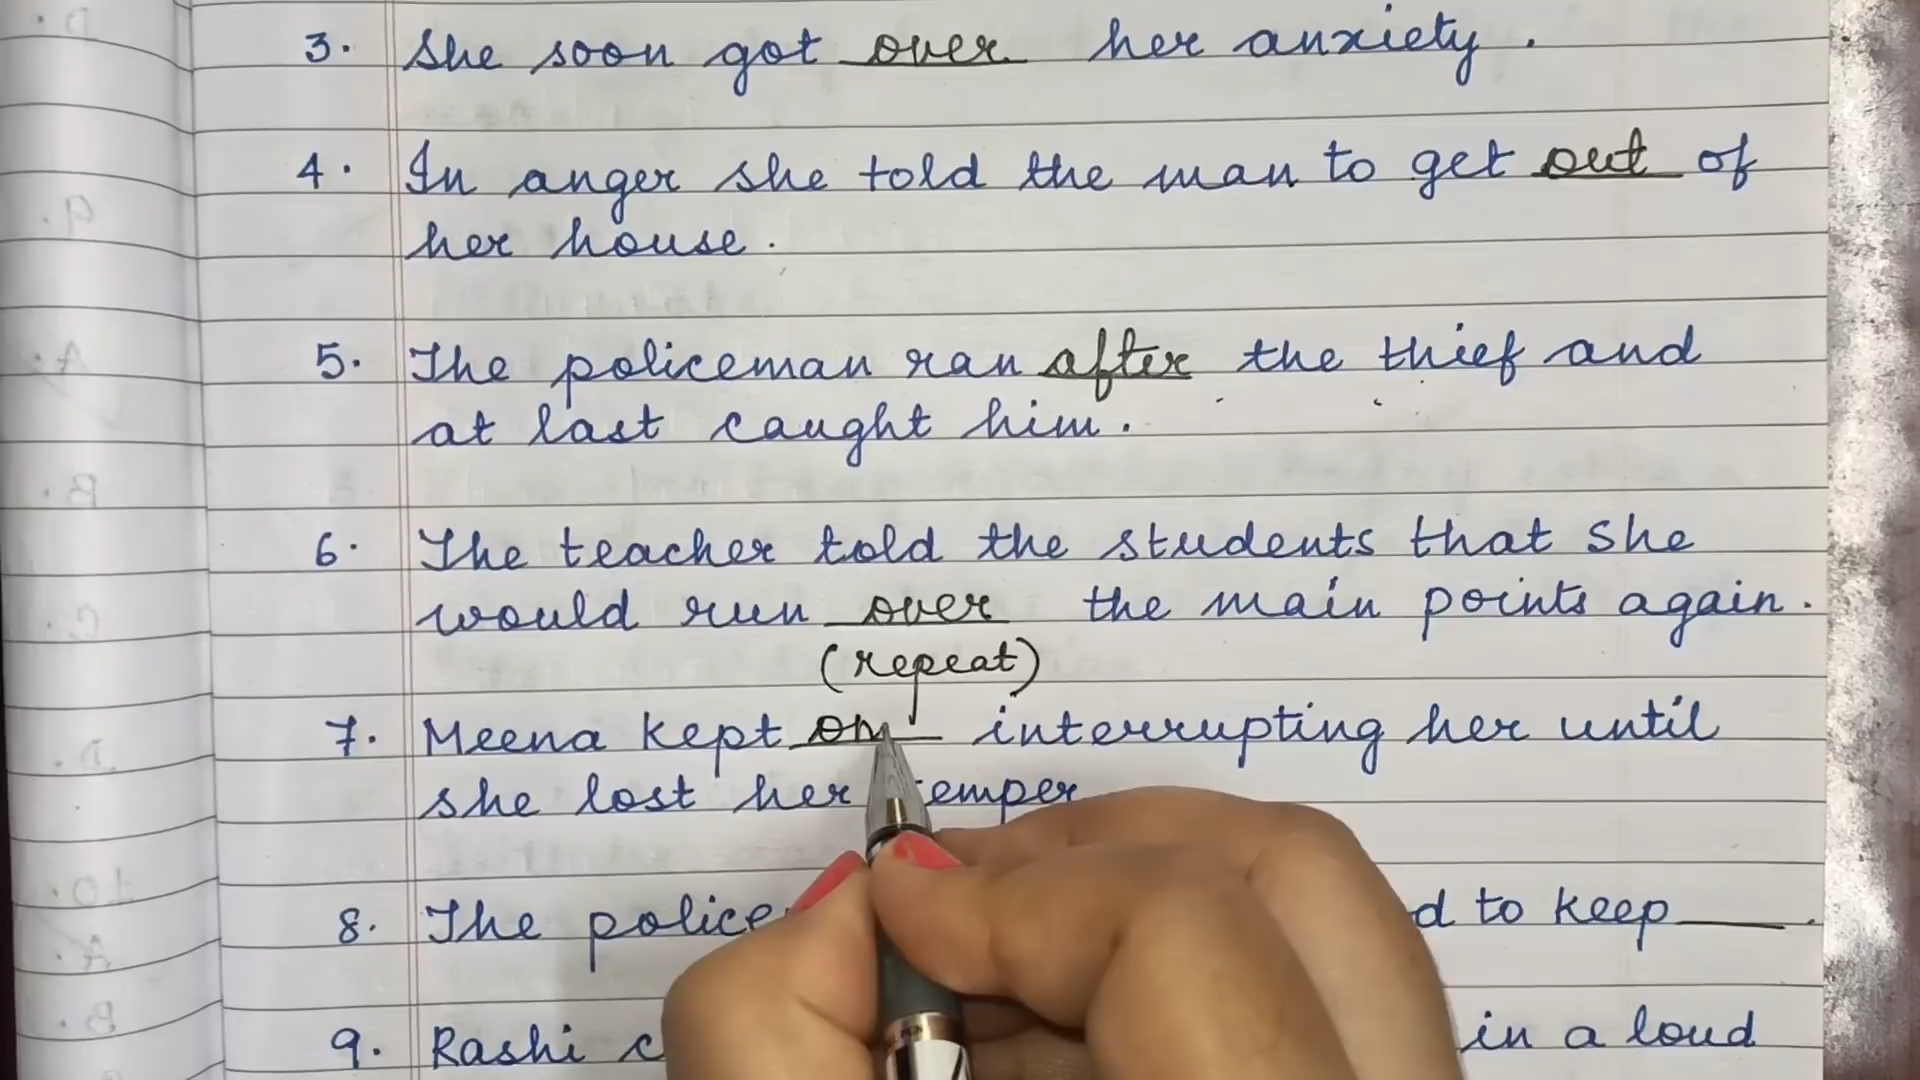 3. She soon got over her anxiety.
4. In anger she told the man to get out of
her house.
5. The policeman ran after the thief and
at last caught him.
6. The teacher told the students that she
would run over the main points again.
(repeat)
7. Meena kept on interrupting her until
she lost her temper
8. The d to keep ____.
9. Rashi in a loud